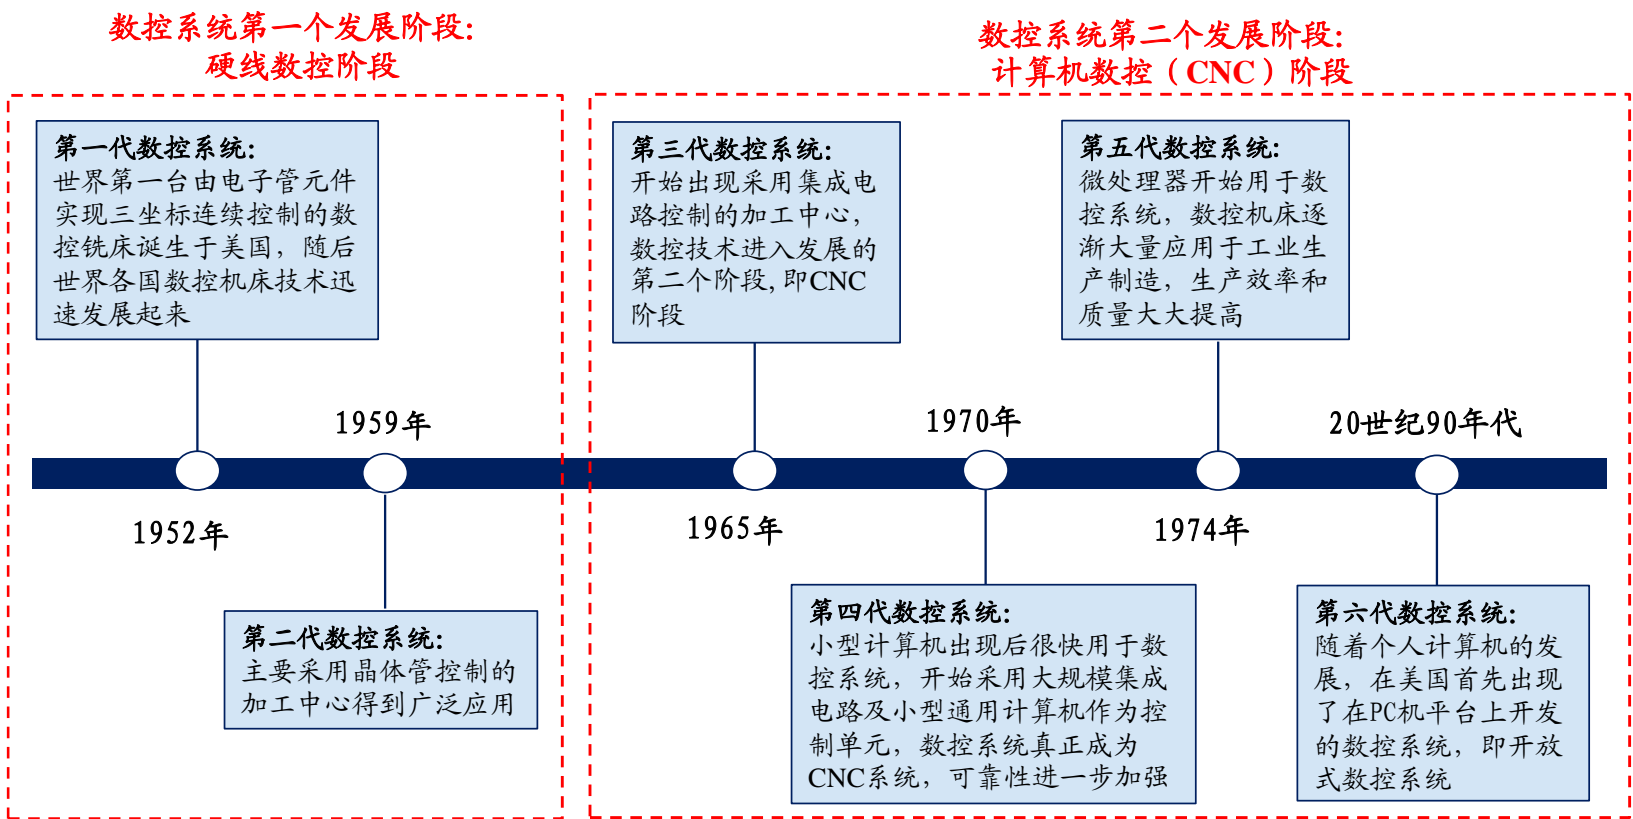 数控系统第一个发展阶段：
硬线数控阶段
第一代数控系统：
世界第一台由电子管元件
实现三坐标连续控制的数
控铣床诞生于美国，随后
世界各国数控机床技术迅
速发展起来
1952年
1959年
第二代数控系统：
主要采用晶体管控制的
加工中心得到广泛应用
数控系统第二个发展阶段：
计算机数控（CNC）阶段
第三代数控系统：
开始出现采用集成电
路控制的加工中心，
数控技术进入发展的
第二个阶段，即CNC
阶段
1965年
1970年
第四代数控系统：
小型计算机出现后很快用于数
控系统，开始采用大规模集成
电路及小型通用计算机作为控
制单元，数控系统真正成为
CNC系统，可靠性进一步加强
第五代数控系统：
微处理器开始用于数
控系统，数控机床逐
渐大量应用于工业生
产制造，生产效率和
质量大大提高
1974年
20世纪90年代
第六代数控系统：
随着个人计算机的发
展，在美国首先出现
了在PC机平台上开发
的数控系统，即开放
式数控系统